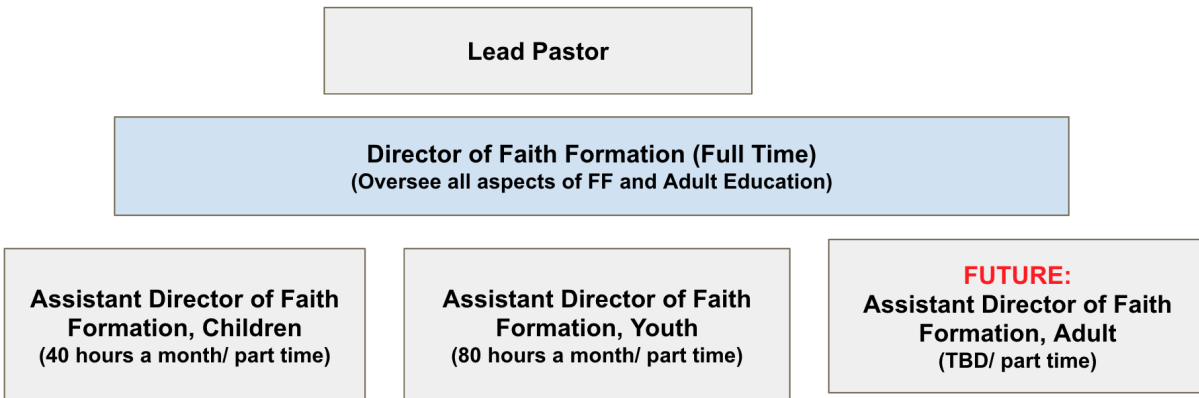 Lead Pastor
Director of Faith Formation (Full Time)
(Oversee all aspects of FF and Adult Education)
Assistant Director of Faith
Formation, Children
(40 hours a month/ part time)
Assistant Director of Faith
Formation, Youth
(80 hours a month/ part time)
FUTURE:
Assistant Director of Faith
Formation, Adult
(TBD/ part time)